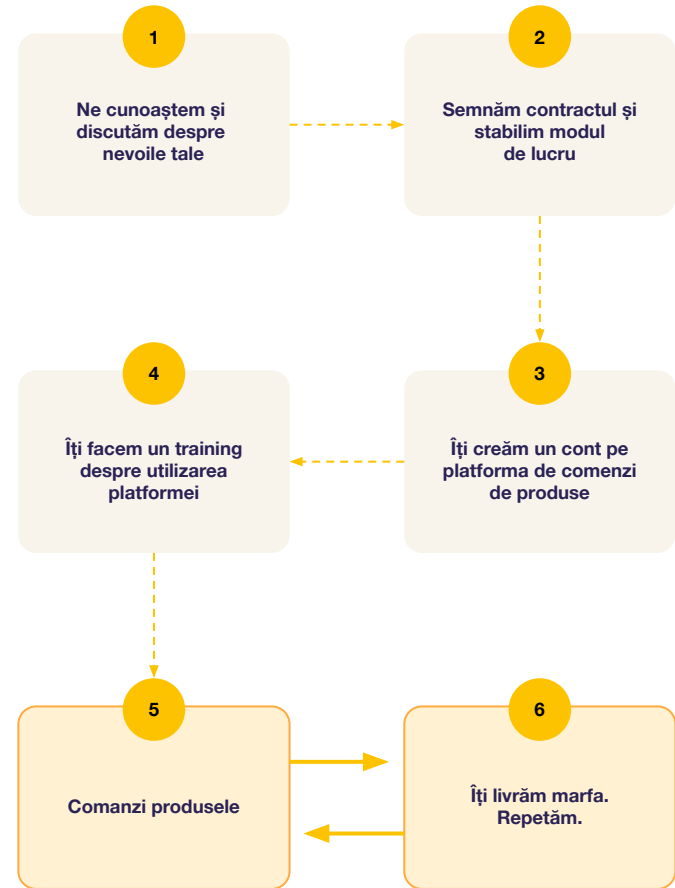 1
Ne cunoaștem și
discutăm despre
nevoile tale
2
Semnăm contractul și
stabilim modul
de lucru
3
Îți creăm un cont pe
platforma de comenzi
de produse
4
Îți facem un training
despre utilizarea
platformei
5
Comanzi produsele
6
Îți livrăm marfa.
Repetăm.